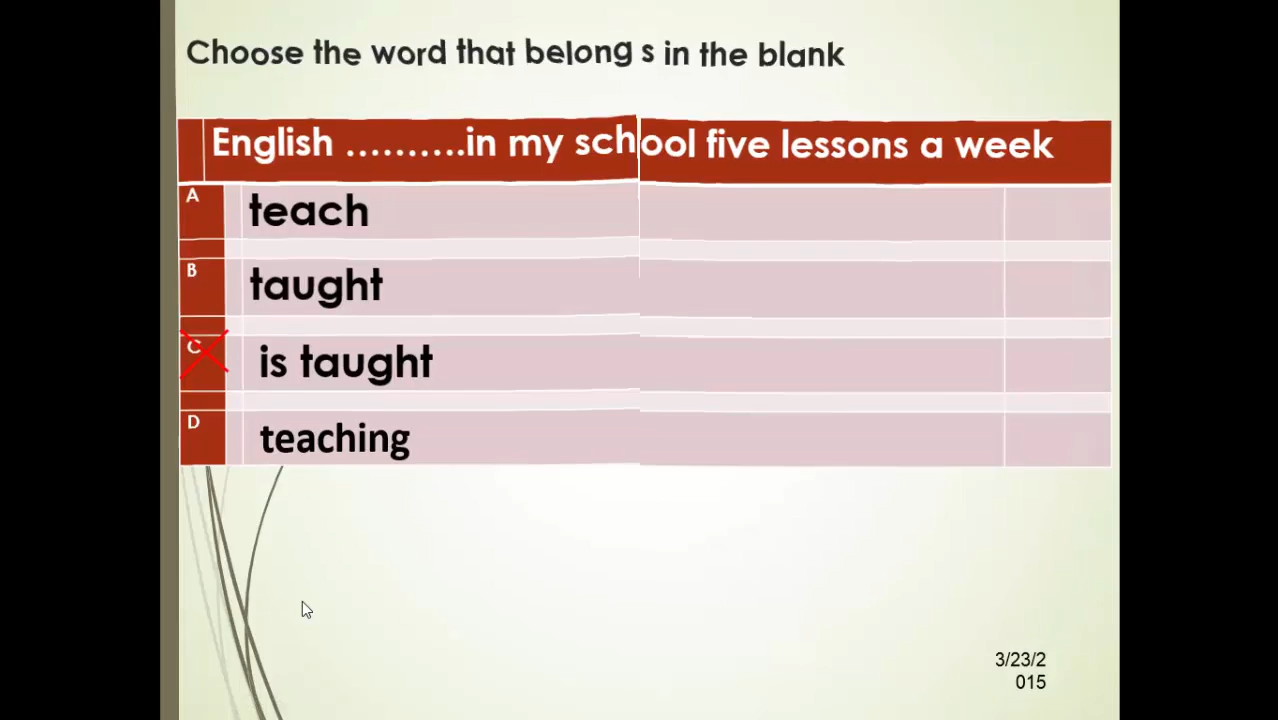 Choose the word that belong s in the blank
English ……….in my school five lessons a week
A
teach
B
taught
C
is taught
D
teaching
3/23/2
015